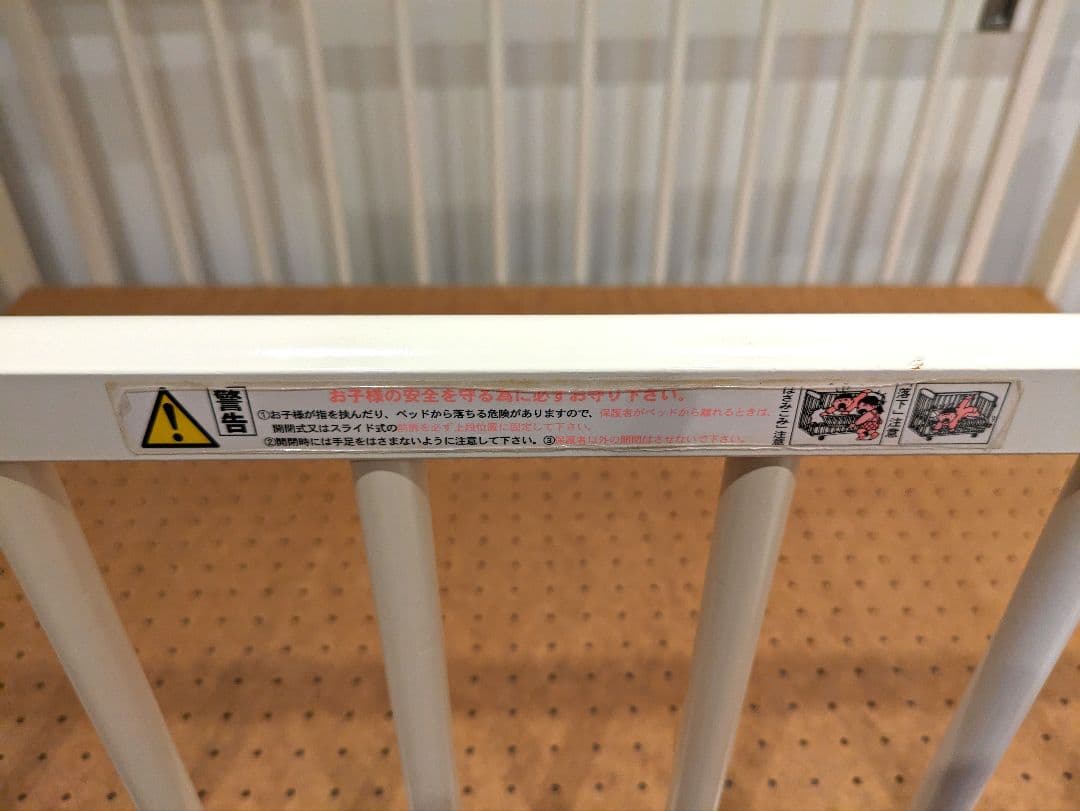 警告
お子様の安全を守る為に必ずお守り下さい。
①お子様が指を挟んだり、ベッドから落ちる危険がありますので、保護者がベッドから離れるときは、
開閉式又はスライド式の前柵を必ず上段位置に固定して下さい。
②開閉時には手足をはさまないように注意して下さい。③保護者以外の開閉はさせないで下さい。
はさみこみ注意
落下注意